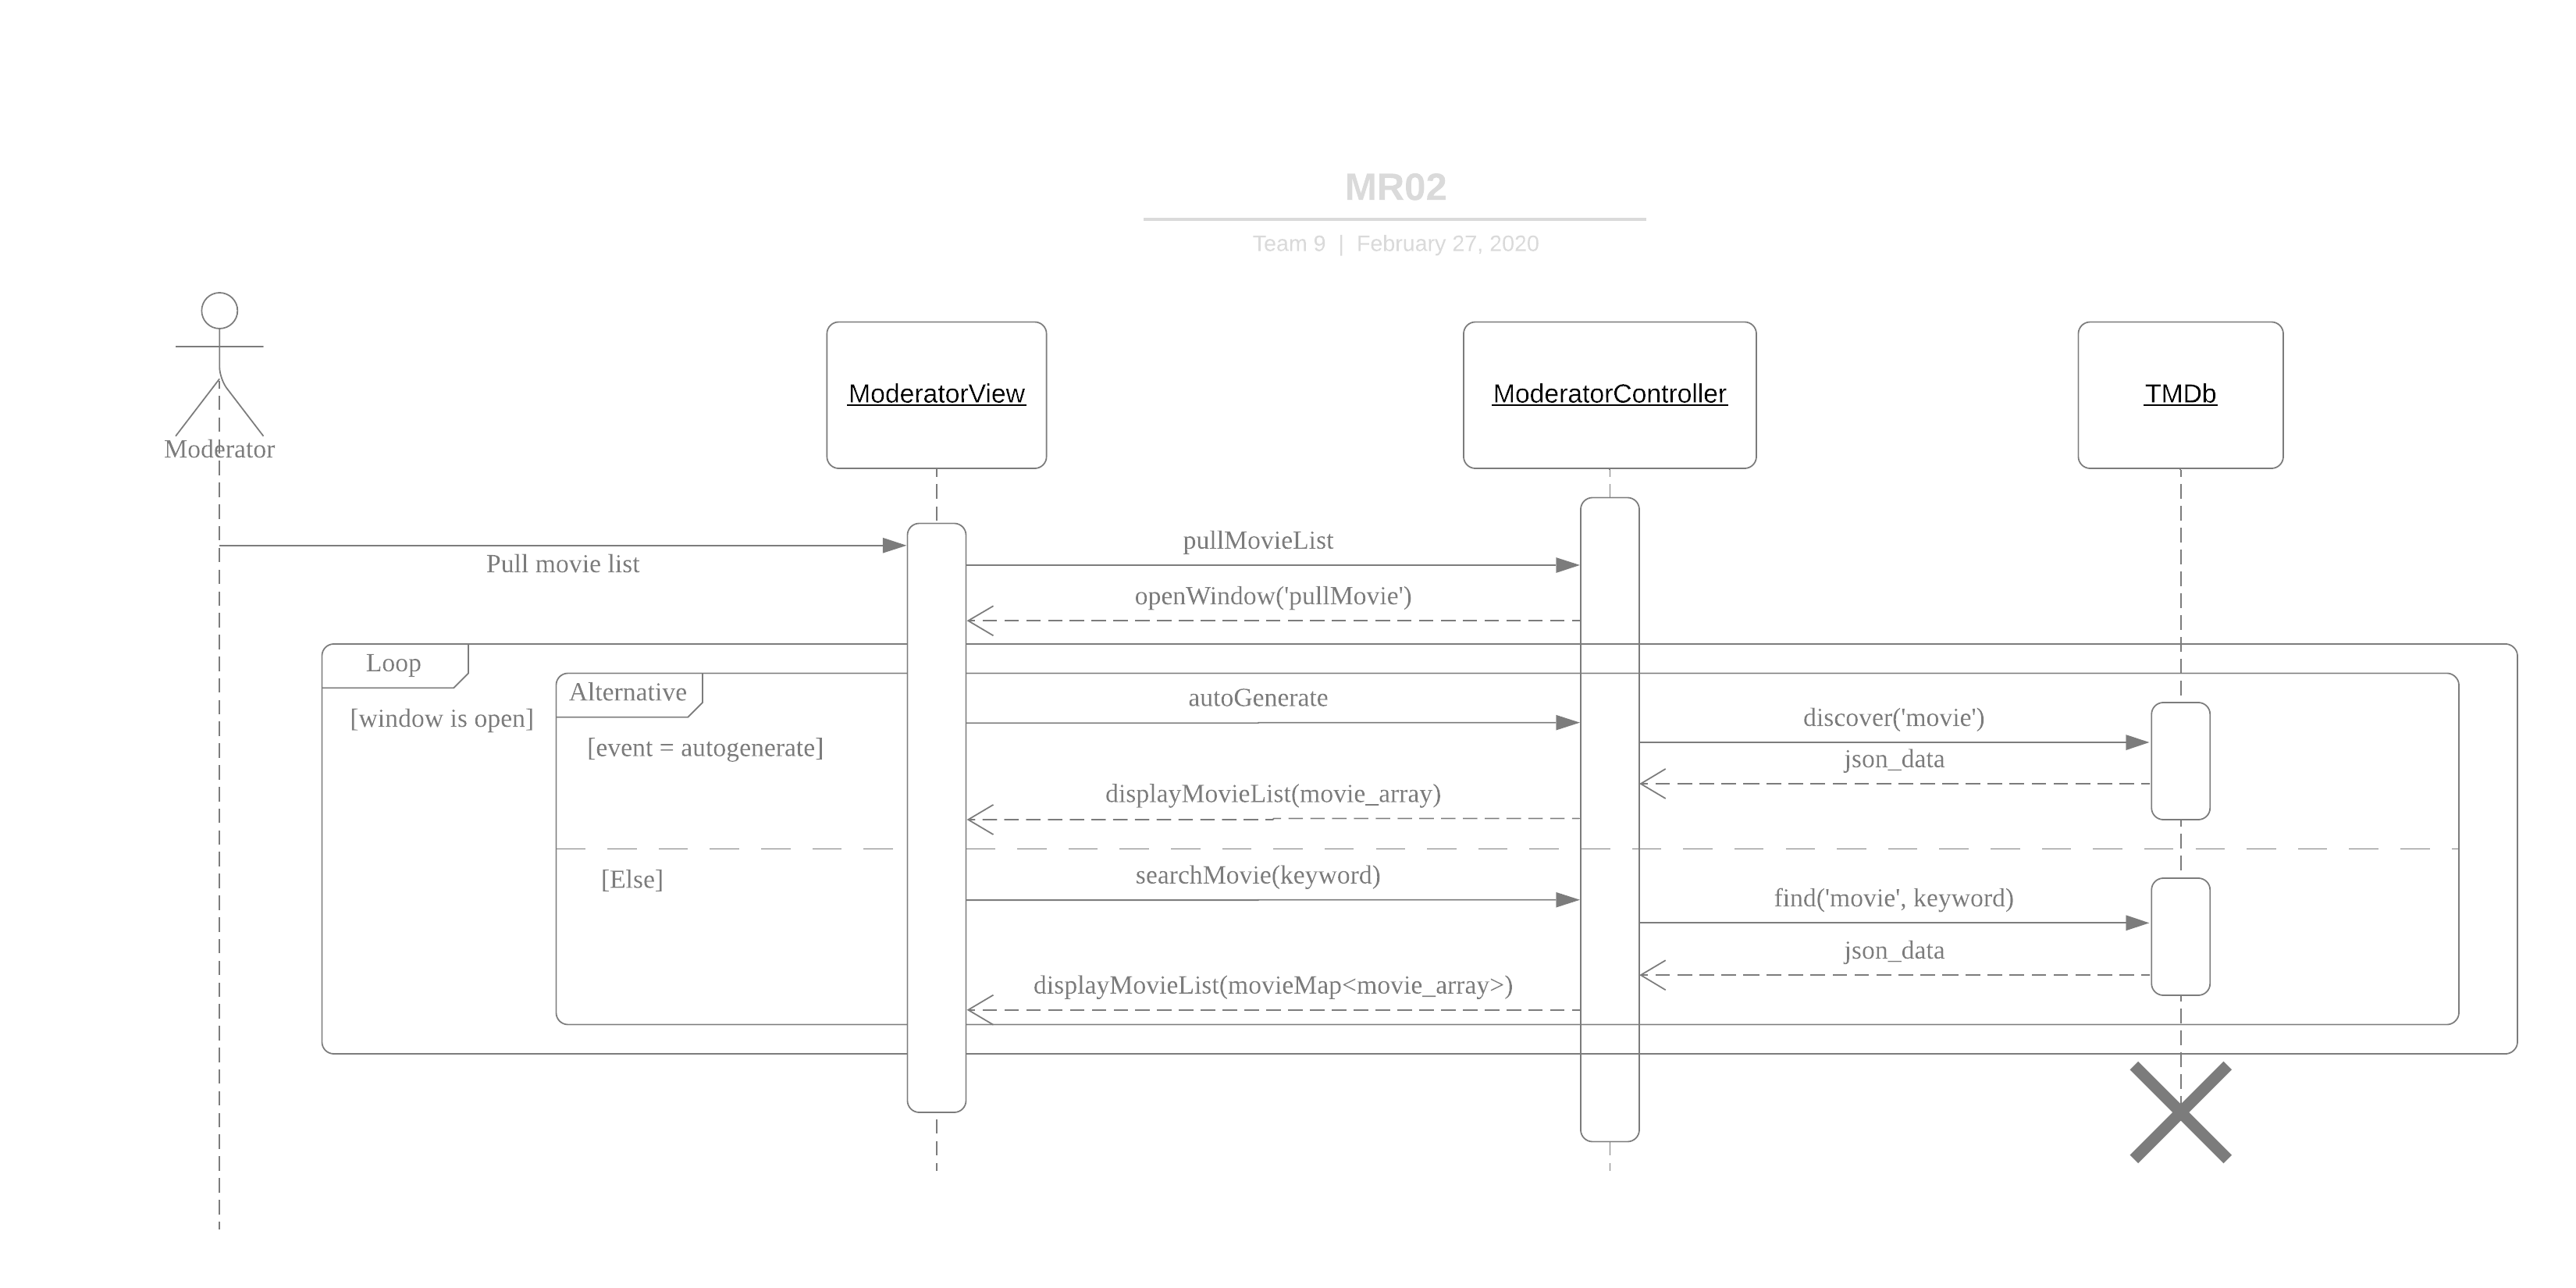 MR02
Team 9 | February 27, 2020
Moderator
ModeratorView
ModeratorController
TMDb
Pull movie list
pullMovieList
openWindow('pullMovie')
Loop
[window is open]
Alternative
[event = autogenerate]
autoGenerate
discover('movie')
json_data
displayMovieList(movie_array)
[Else]
searchMovie(keyword)
find('movie', keyword)
json_data
displayMovieList(movieMap<movie_array>)